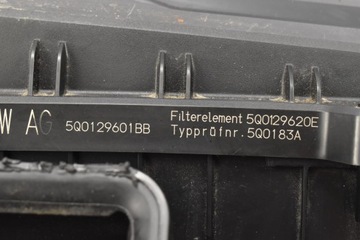 W AG 5Q0129601BB Filterelement 5Q0129620E
Typprüfnr. 5Q0183A